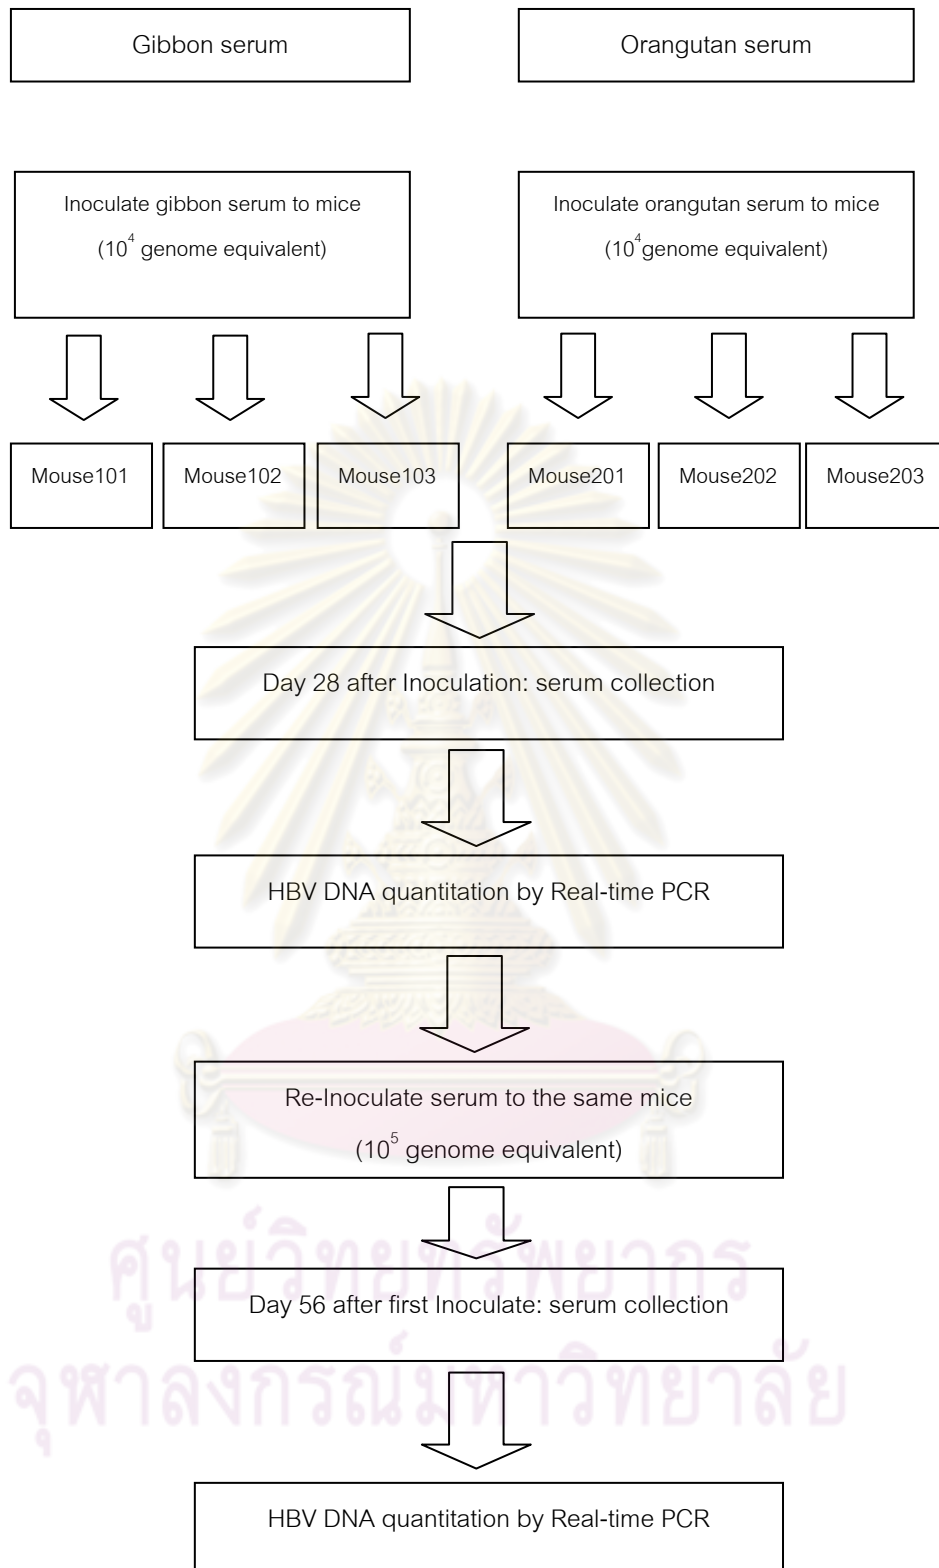 Gibbon serum
Orangutan serum
Inoculate gibbon serum to mice
(10⁴ genome equivalent)
Inoculate orangutan serum to mice
(10⁴genome equivalent)
Mouse101
Mouse102
Mouse103
Mouse201
Mouse202
Mouse203
Day 28 after Inoculation: serum collection
HBV DNA quantitation by Real-time PCR
Re-Inoculate serum to the same mice
(10⁵ genome equivalent)
ศูนย์วิทยทรัพยากร
Day 56 after first Inoculate: serum collection
จุฬาลงกรณ์มหาวิทยาลัย
HBV DNA quantitation by Real-time PCR